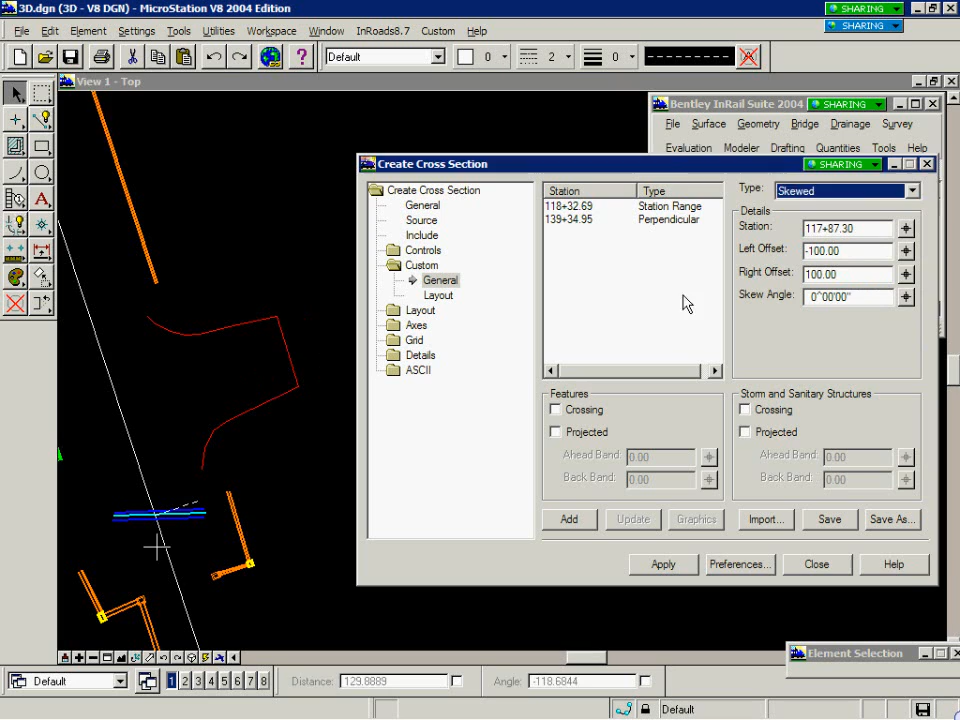 3D.dgn (3D - V8 DGN) - MicroStation V8 2004 Edition
SHARING
SHARING
File Edit Element Settings Tools Utilities Workspace Window InRoads8.7 Custom Help
Default 0 2 0
View 1 - Top
Bentley InRail Suite 2004 SHARING
File Surface Geometry Bridge Drainage Survey
Evaluation Modeler Drafting Quantities Tools Help
Create Cross Section SHARING
Create Cross Section
General
Source
Include
Controls
Custom
General
Layout
Layout
Axes
Grid
Details
ASCII
Station Type
118+32.69 Station Range
139+34.95 Perpendicular
Type: Skewed
Details
Station: 117+87.30
Left Offset: -100.00
Right Offset: 100.00
Skew Angle: 0^00'00"
Features
Crossing
Projected
Ahead Band: 0.00
Back Band: 0.00
Storm and Sanitary Structures
Crossing
Projected
Ahead Band: 0.00
Back Band: 0.00
Add Update Graphics Import... Save Save As...
Apply Preferences... Close Help
Element Selection
Default 1 2 3 4 5 6 7 8 Distance: 129.8889 Angle: -118.6844
Default